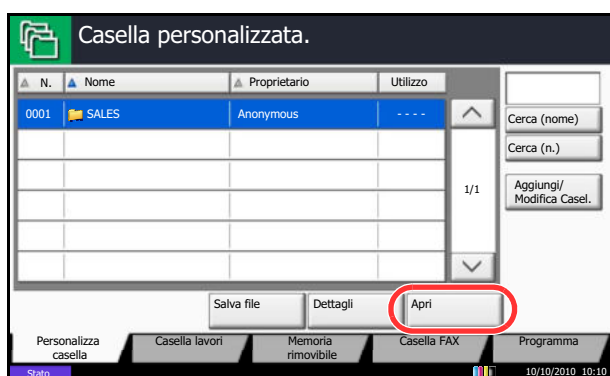 Casella personalizzata.
N. Nome Proprietario Utilizzo
0001 SALES Anonymous ----
Cerca (nome)
Cerca (n.)
1/1
Aggiungi/
Modifica Casel.
Salva file Dettagli Apri
Personalizza
casella
Casella lavori
Memoria
rimovibile
Casella FAX
Programma
Stato 10/10/2010 10:10